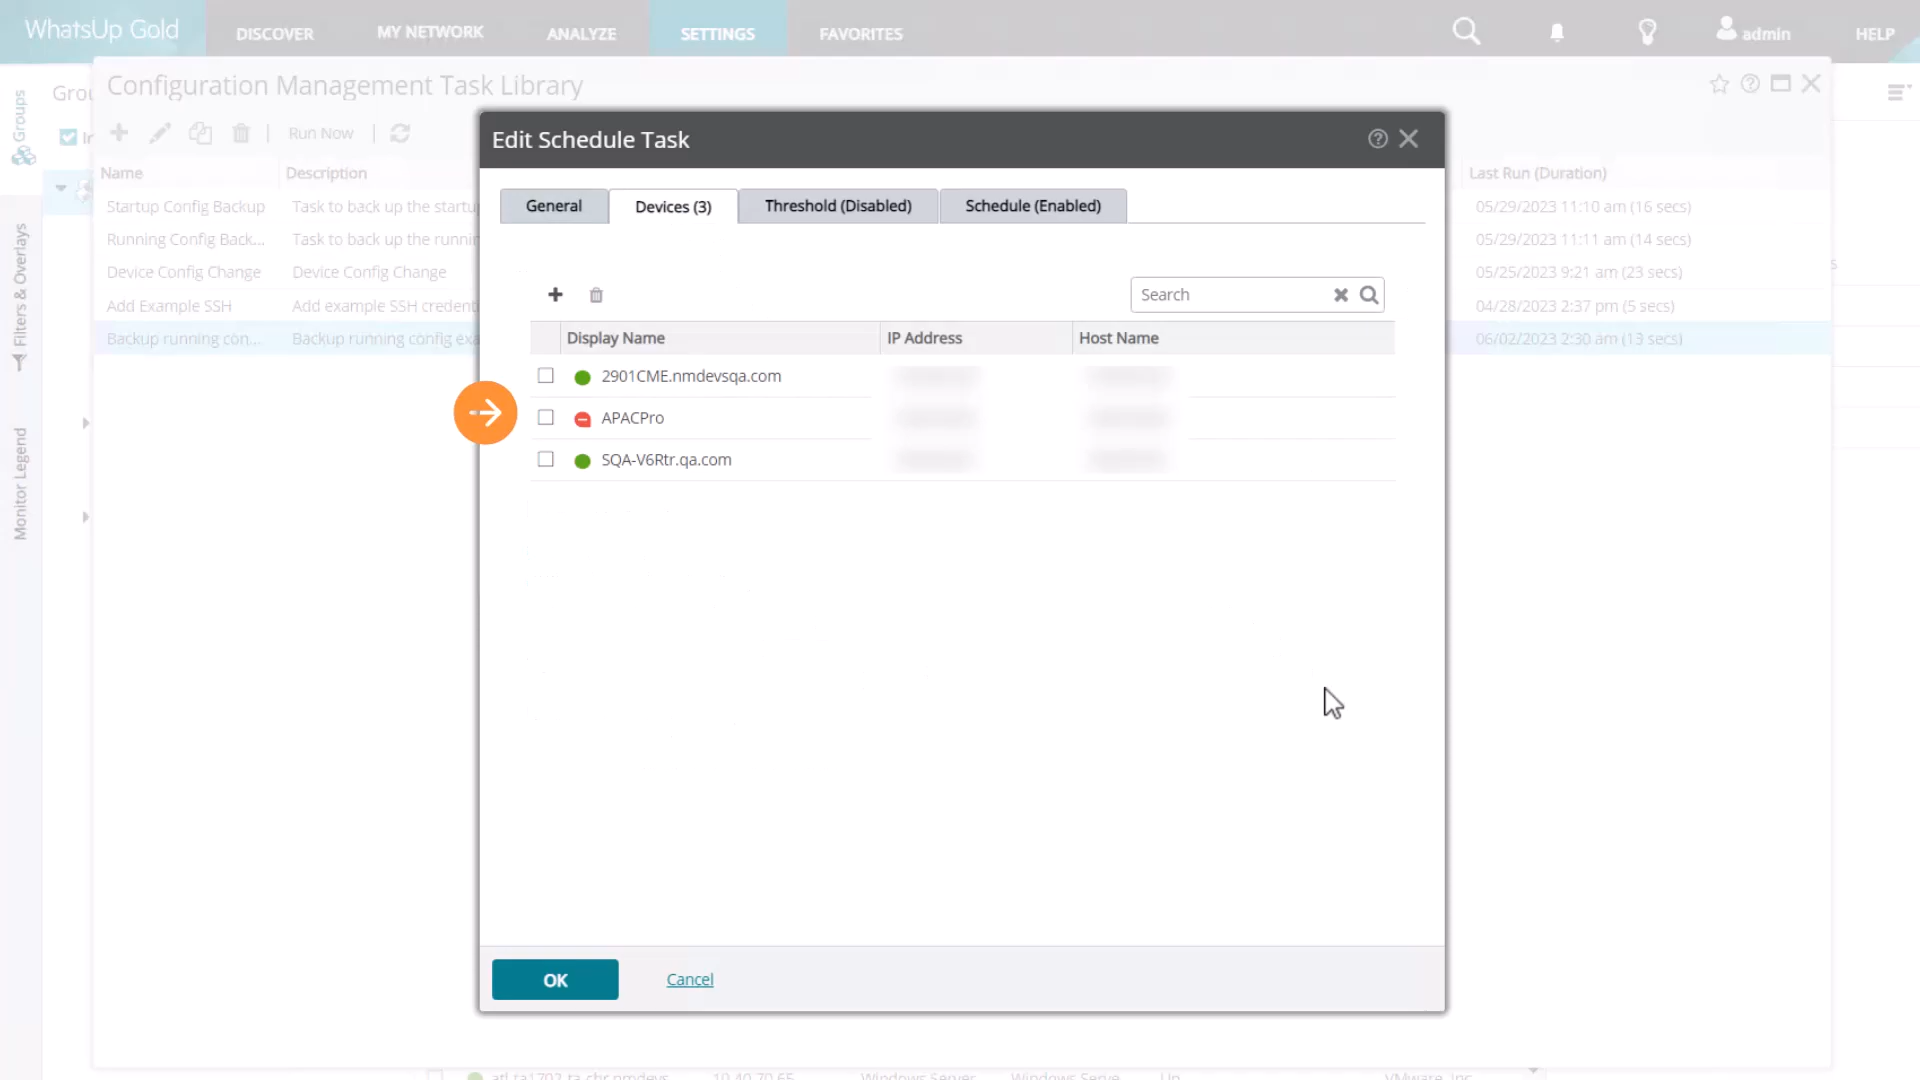 WhatsUp Gold
DISCOVER
MY NETWORK
ANALYZE
SETTINGS
FAVORITES
admin
HELP
Configuration Management Task Library
Groups
Filters & Overlays
Monitor Legend
Run Now
Name
Description
Last Run (Duration)
Startup Config Backup
Task to back up the
05/29/2023 11:10 am (16 secs)
Running Config Back...
Task to back up the
05/29/2023 11:11 am (14 secs)
Device Config Change
Device Config Change
05/25/2023 9:21 am (23 secs)
Add Example SSH
Add example SSH
04/28/2023 2:37 pm (5 secs)
Backup running con...
Backup running config
06/02/2023 2:30 am (13 secs)
Edit Schedule Task
General
Devices (3)
Threshold (Disabled)
Schedule (Enabled)
Search
Display Name
IP Address
Host Name
2901CME.nmdevsqa.com
APACPro
SQA-V6Rtr.qa.com
OK
Cancel